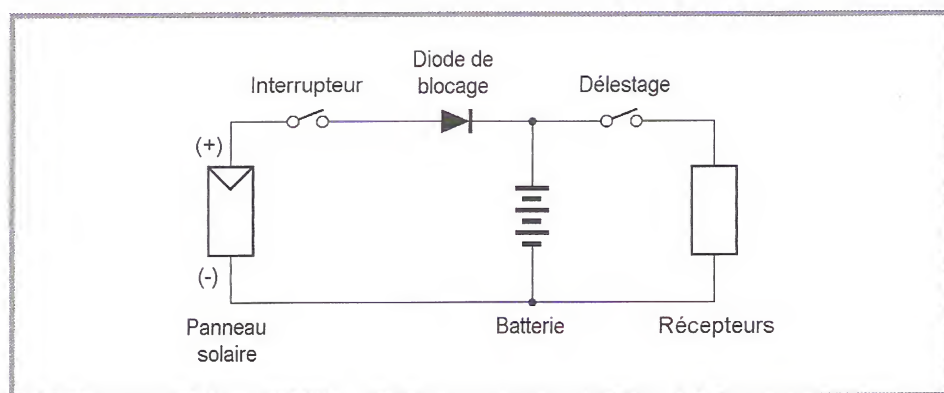 Diode de
blocage
Interrupteur
Délestage
(+)
(-)
Panneau
solaire
Batterie
Récepteurs